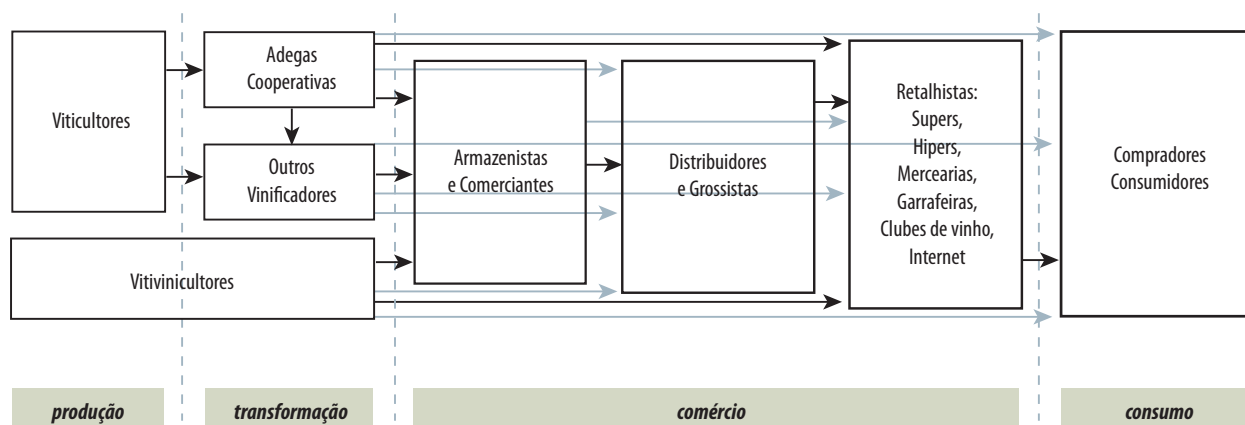 Viticultores
Adegas
Cooperativas
Outros
Vinificadores
Vitivinicultores
Armazenistas
e Comerciantes
Distribuidores
e Grossistas
Retalhistas:
Supers,
Hipers,
Mercearias,
Garrafeiras,
Clubes de vinho,
Internet
Compradores
Consumidores
produção
transformação
comércio
consumo